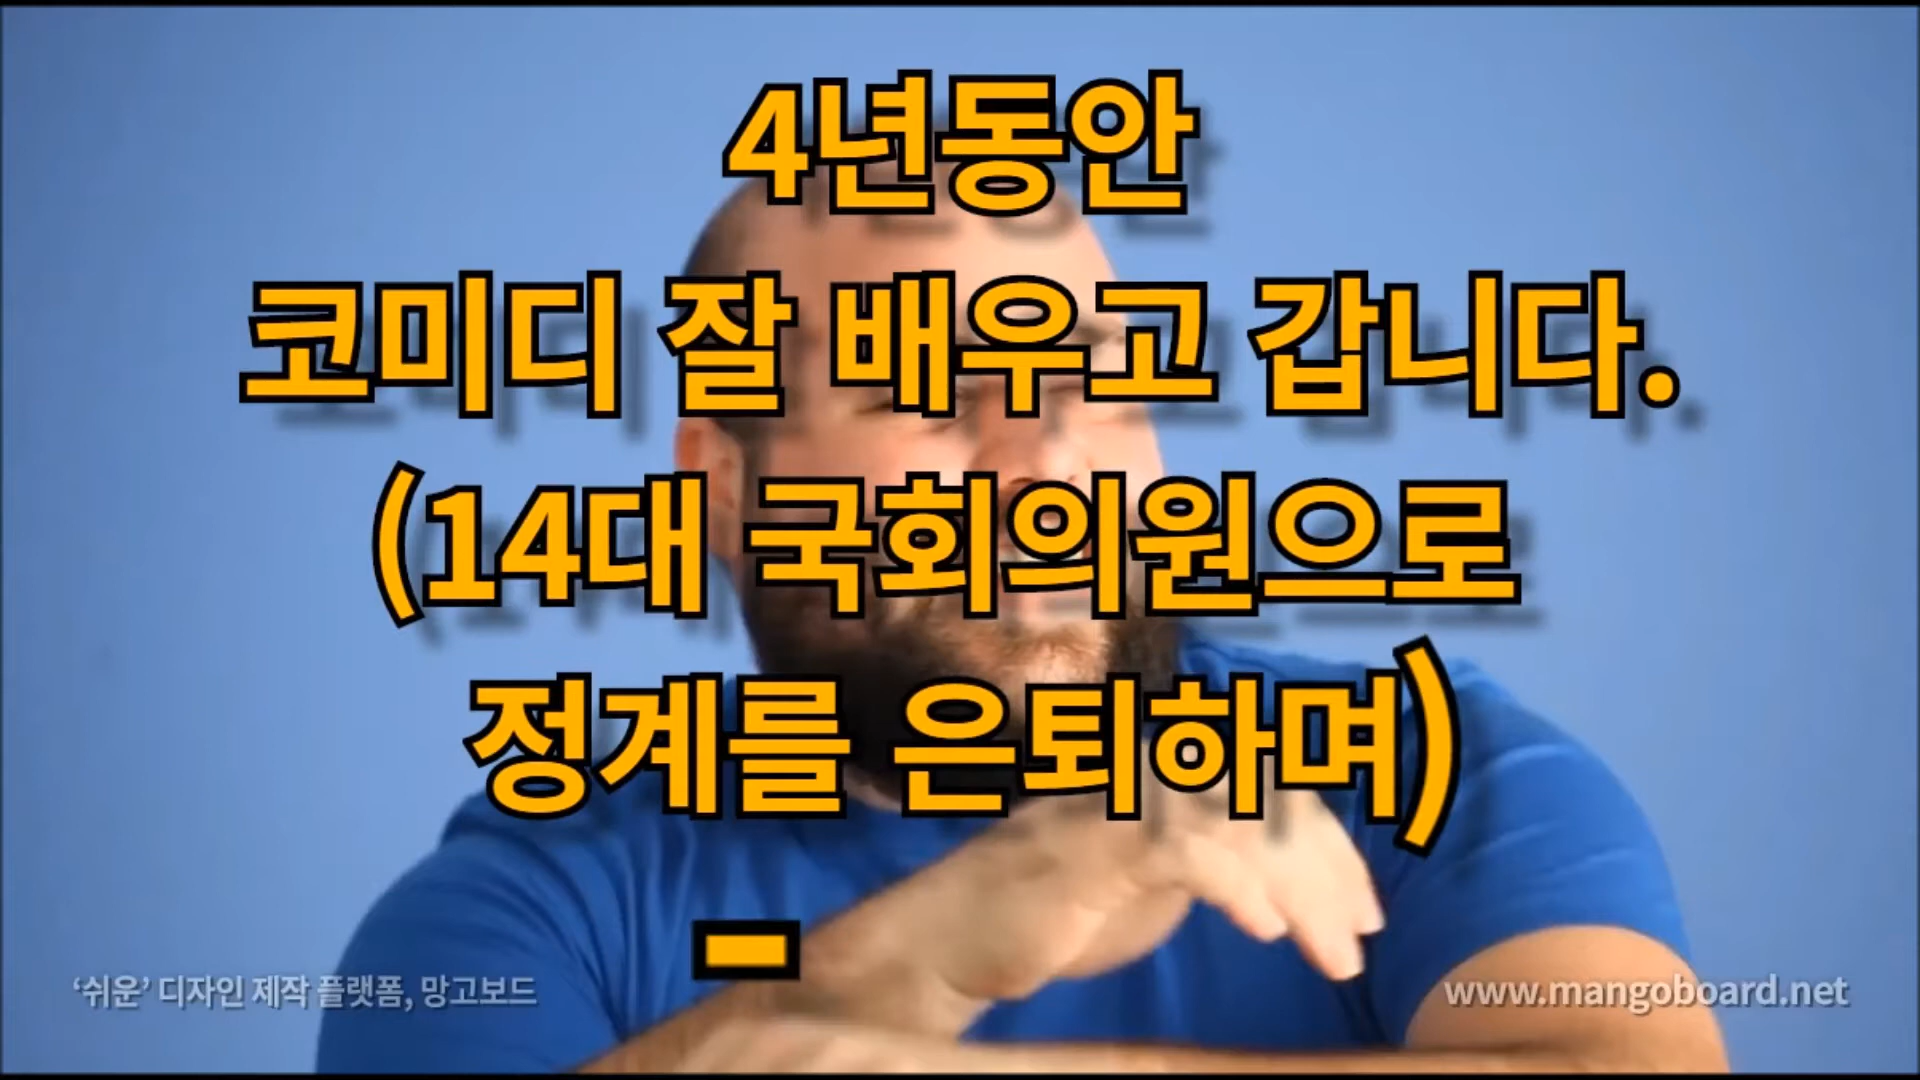 4년동안
코미디 잘 배우고 갑니다.
(14대 국회의원으로
정계를 은퇴하며)
-
‘쉬운’ 디자인 제작 플랫폼, 망고보드
www.mangoboard.net